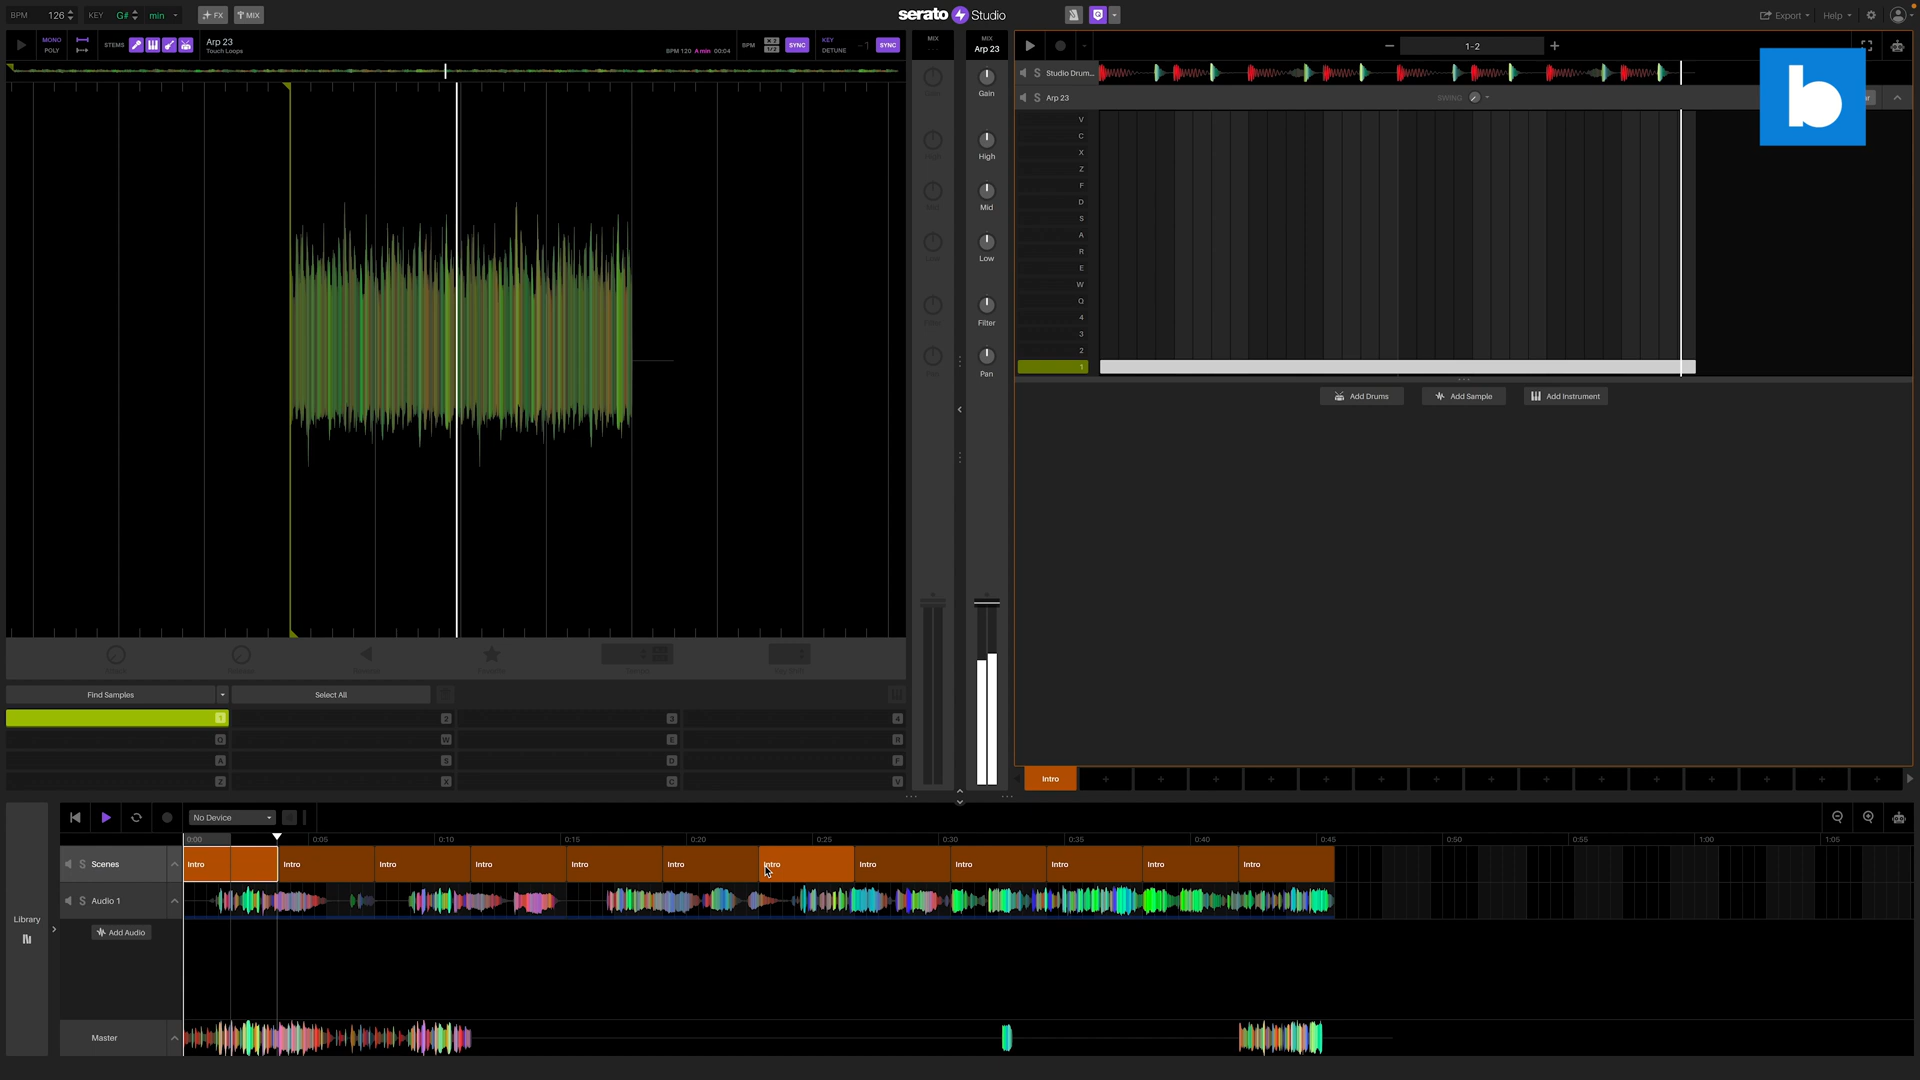 BPM 126 KEY G# min FX MIX serato Studio Export Help
MONO
POLY
STEMS
Arp 23
Touch Loops
BPM 120 A min 00:04
BPM X 2 1/2 SYNC
KEY
DETUNE -1 SYNC
MIX
MIX
Arp 23
Gain
High
Mid
Low
Filter
Pan
1-2
S Studio Drum...
S Arp 23 SWING
V
C
X
Z
F
D
S
A
R
E
W
Q
4
3
2
1
Add Drums Add Sample Add Instrument
b
Find Samples Select All
1 2 3 4
Q W E R
A S D F
Z X C V
Intro
Library
No Device
0:00 0:05 0:10 0:15 0:20 0:25 0:30 0:35 0:40 0:45 0:50 0:55 1:00 1:05
S Scenes Intro Intro Intro Intro Intro Intro Intro Intro Intro Intro Intro Intro
S Audio 1
Add Audio
Master